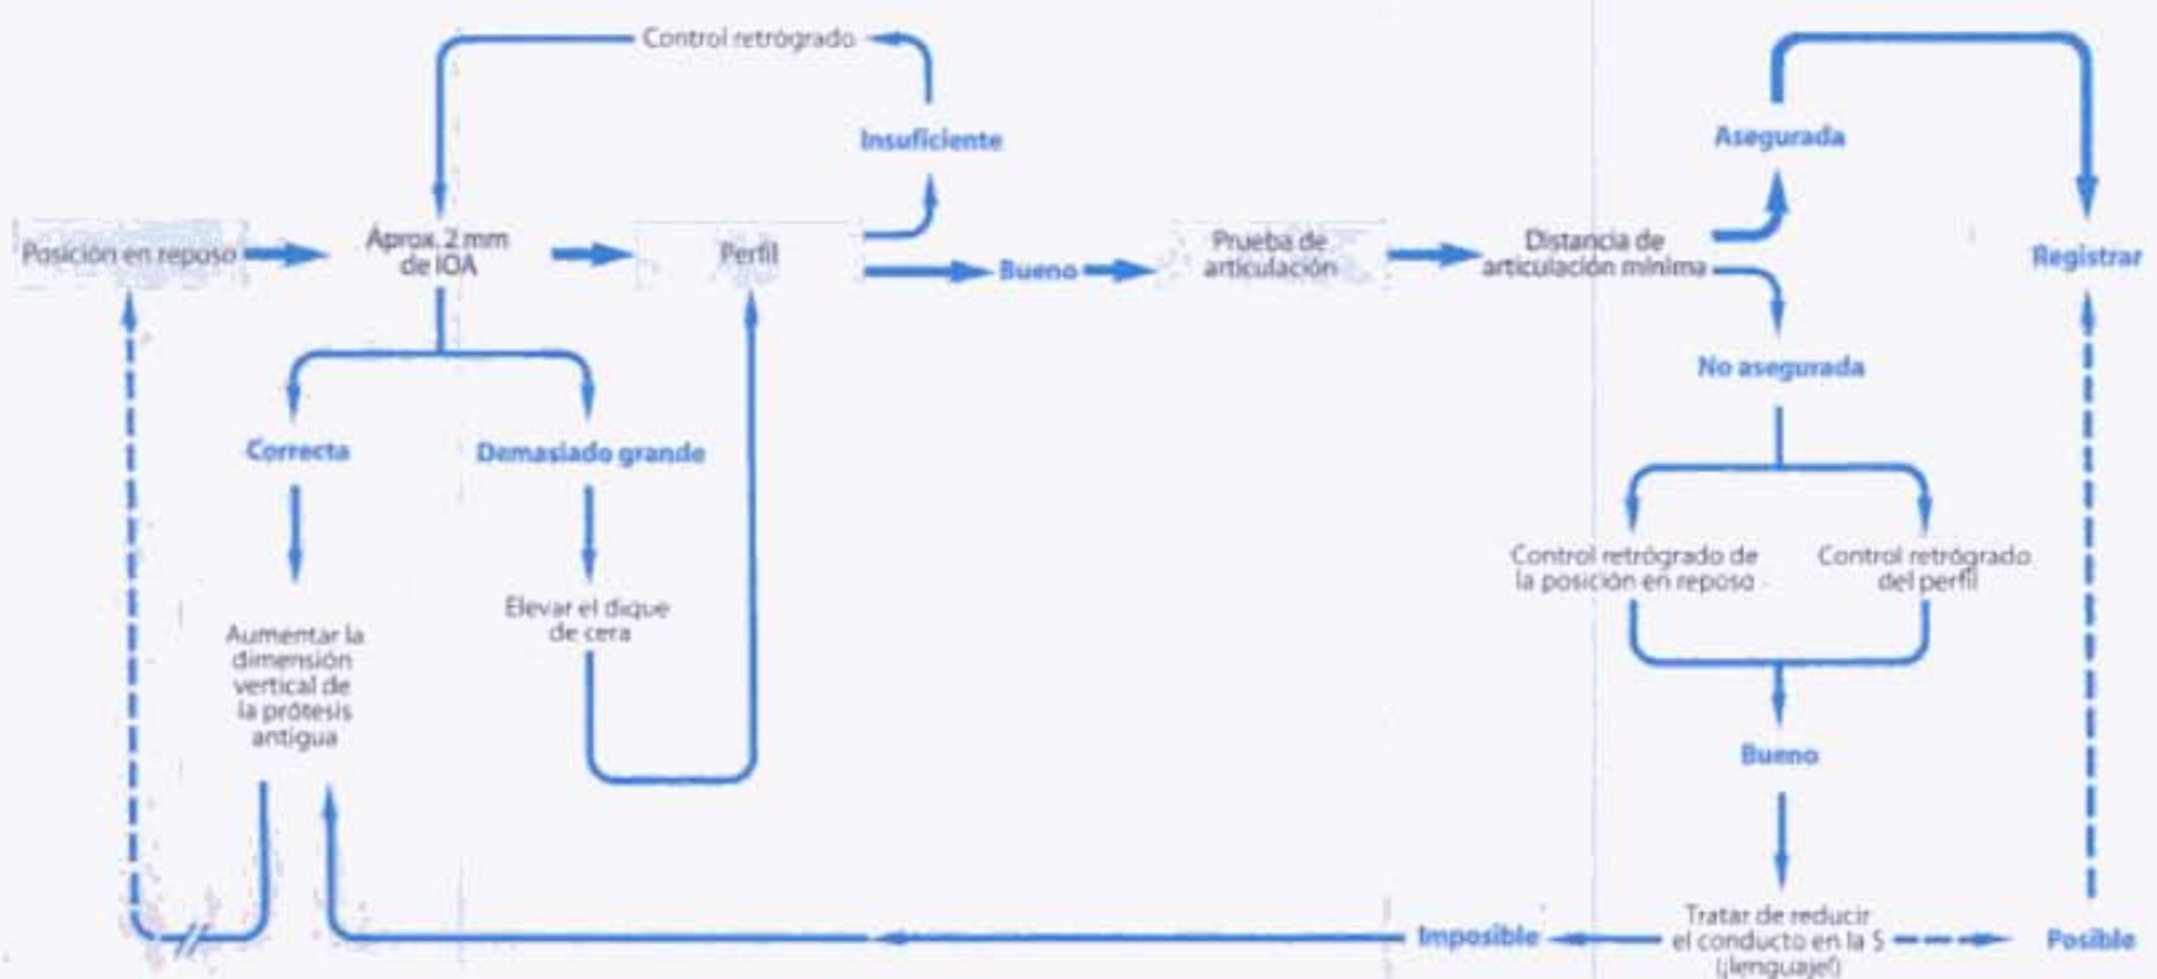 Control retrógrado
Insuficiente
Asegurada
Posición en reposo
Aprox. 2 mm
de IOA
Perfil
Bueno
Prueba de
articulación
Distancia de
articulación mínima
Registrar
No asegurada
Correcta
Demasiado grande
Control retrógrado de
la posición en reposo
Control retrógrado
del perfil
Elevar el dique
de cera
Aumentar la
dimensión
vertical de
la prótesis
antigua
Bueno
Imposible
Tratar de reducir
el conducto en la S
(¡lenguaje!)
Posible